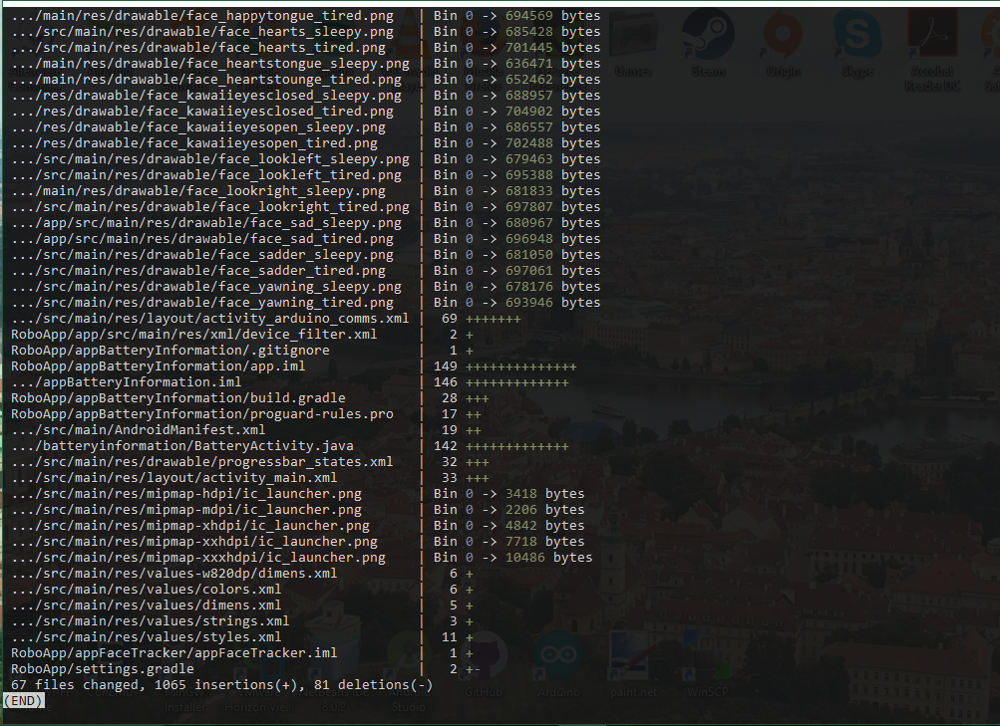 .../main/res/drawable/face_happytongue_tired.png | Bin 0 -> 694569 bytes
.../src/main/res/drawable/face_hearts_sleepy.png | Bin 0 -> 685428 bytes
.../src/main/res/drawable/face_hearts_tired.png | Bin 0 -> 701445 bytes
.../main/res/drawable/face_heartstongue_sleepy.png | Bin 0 -> 636471 bytes
.../main/res/drawable/face_heartstounge_tired.png | Bin 0 -> 652462 bytes
.../res/drawable/face_kawaiieyesclosed_sleepy.png | Bin 0 -> 688957 bytes
.../res/drawable/face_kawaiieyesclosed_tired.png | Bin 0 -> 704902 bytes
.../res/drawable/face_kawaiieyesopen_sleepy.png | Bin 0 -> 686557 bytes
.../res/drawable/face_kawaiieyesopen_tired.png | Bin 0 -> 702488 bytes
.../src/main/res/drawable/face_lookleft_sleepy.png | Bin 0 -> 679463 bytes
.../src/main/res/drawable/face_lookleft_tired.png | Bin 0 -> 695388 bytes
.../main/res/drawable/face_lookright_sleepy.png | Bin 0 -> 681833 bytes
.../src/main/res/drawable/face_lookright_tired.png | Bin 0 -> 697807 bytes
.../app/src/main/res/drawable/face_sad_sleepy.png | Bin 0 -> 680967 bytes
.../app/src/main/res/drawable/face_sad_tired.png | Bin 0 -> 696948 bytes
.../src/main/res/drawable/face_sadder_sleepy.png | Bin 0 -> 681050 bytes
.../src/main/res/drawable/face_sadder_tired.png | Bin 0 -> 697061 bytes
.../src/main/res/drawable/face_yawning_sleepy.png | Bin 0 -> 678176 bytes
.../src/main/res/drawable/face_yawning_tired.png | Bin 0 -> 693946 bytes
.../src/main/res/layout/activity_arduino_comms.xml | 69 +++++++
RoboApp/app/src/main/res/xml/device_filter.xml | 2 +
RoboApp/appBatteryInformation/.gitignore | 1 +
RoboApp/appBatteryInformation/app.iml | 149 ++++++++++++++
.../appBatteryInformation.iml | 146 +++++++++++++
RoboApp/appBatteryInformation/build.gradle | 28 +++
RoboApp/appBatteryInformation/proguard-rules.pro | 17 ++
.../src/main/AndroidManifest.xml | 19 ++
.../batteryinformation/BatteryActivity.java | 142 +++++++++++++
.../src/main/res/drawable/progressbar_states.xml | 32 +++
.../src/main/res/layout/activity_main.xml | 33 +++
.../src/main/res/mipmap-hdpi/ic_launcher.png | Bin 0 -> 3418 bytes
.../src/main/res/mipmap-mdpi/ic_launcher.png | Bin 0 -> 2206 bytes
.../src/main/res/mipmap-xhdpi/ic_launcher.png | Bin 0 -> 4842 bytes
.../src/main/res/mipmap-xxhdpi/ic_launcher.png | Bin 0 -> 7718 bytes
.../src/main/res/mipmap-xxxhdpi/ic_launcher.png | Bin 0 -> 10486 bytes
.../src/main/res/values-w820dp/dimens.xml | 6 +
.../src/main/res/values/colors.xml | 6 +
.../src/main/res/values/dimens.xml | 5 +
.../src/main/res/values/strings.xml | 3 +
.../src/main/res/values/styles.xml | 11 +
RoboApp/appFaceTracker/appFaceTracker.iml | 1 +
RoboApp/settings.gradle | 2 +-
67 files changed, 1065 insertions(+), 81 deletions(-)
(END)
Games
Steam
Origin
Skype
Acrobat
Reader DC
GitHub
Arduino
paint.net
WinSCP
Installer
Studio